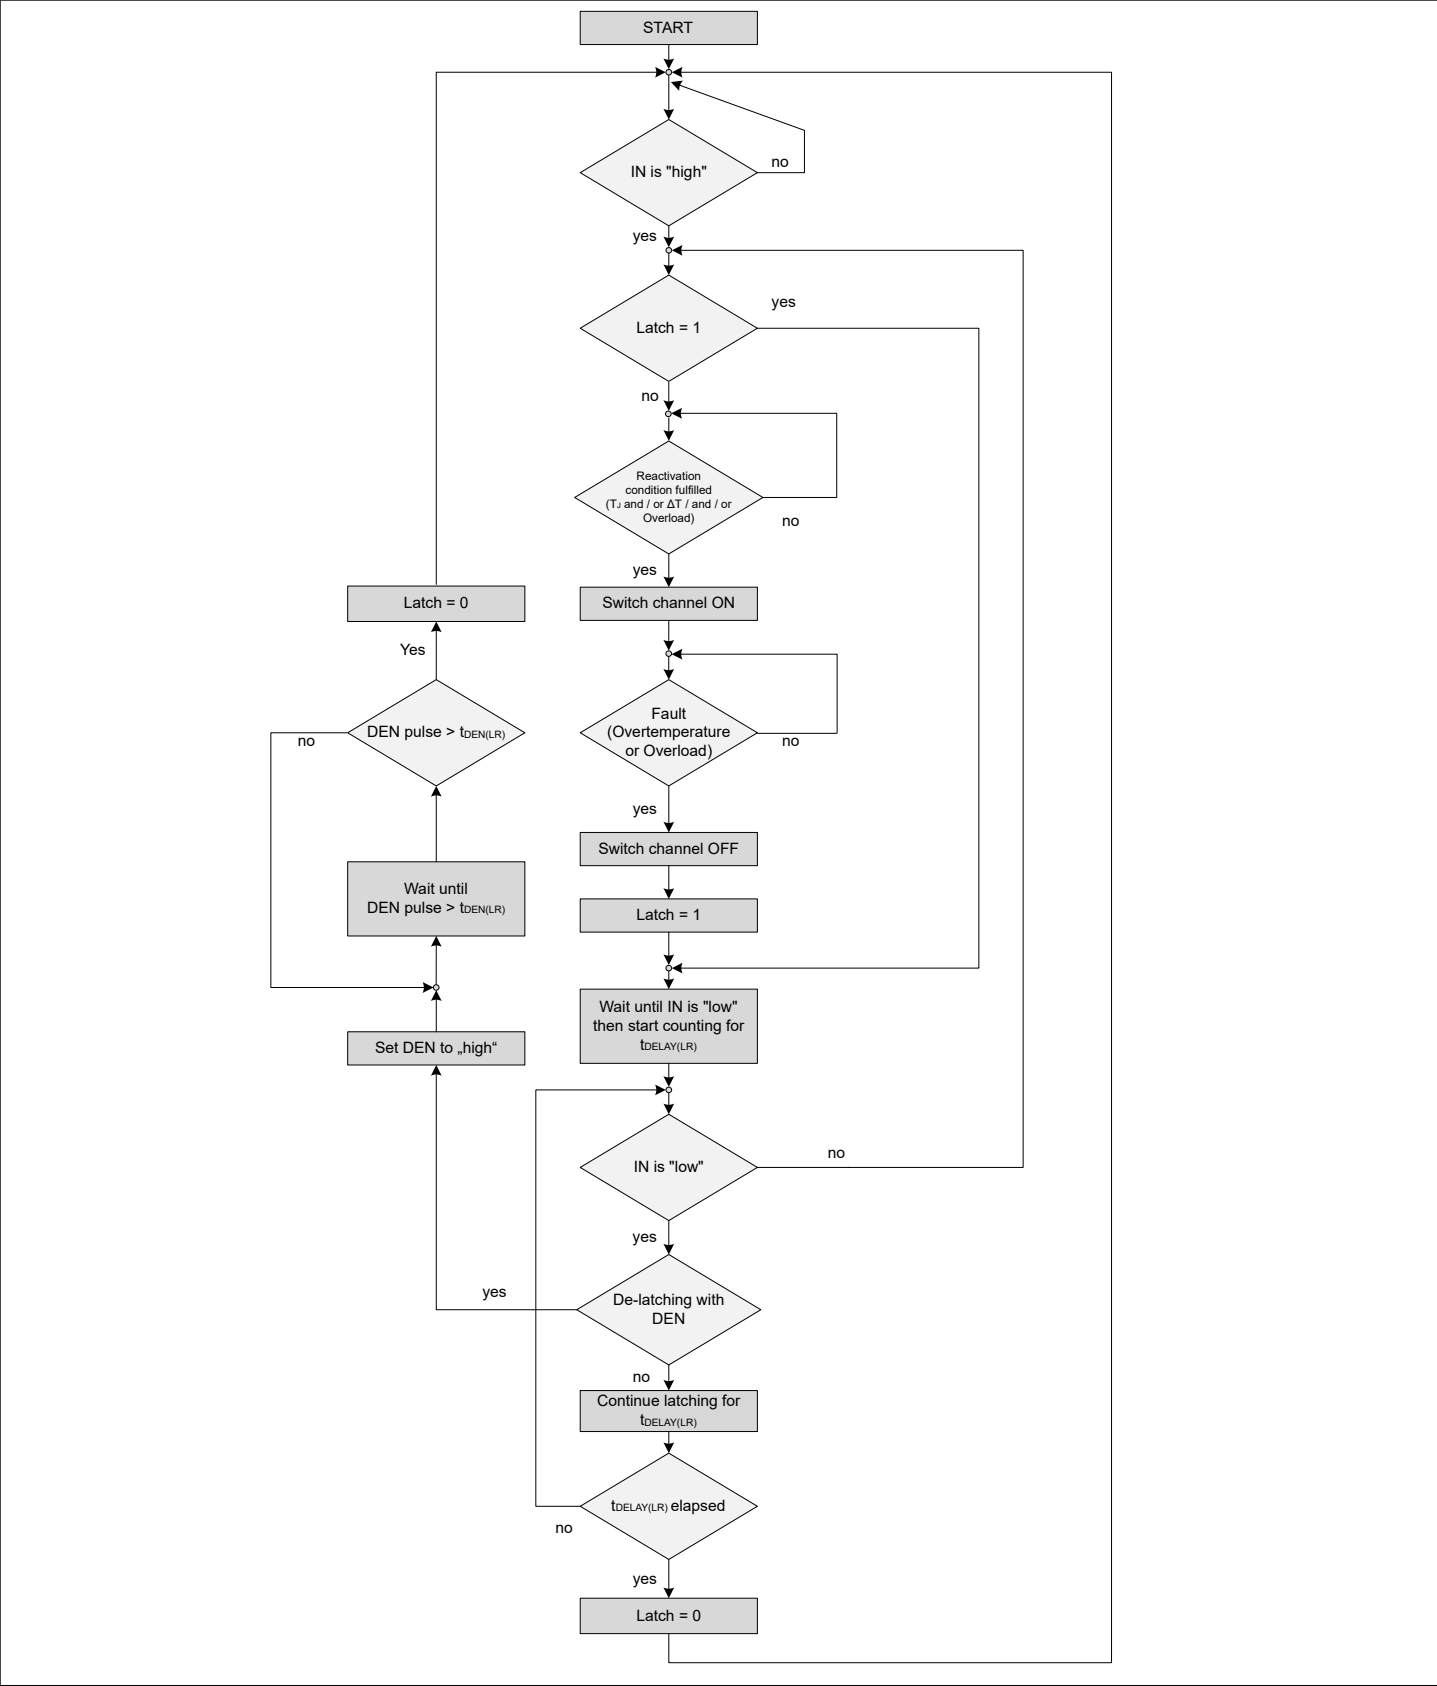 START
IN is "high"
no
yes
Latch = 1
yes
no
Reactivation
condition fulfilled
(TJ and / or ΔT / and / or
Overload)
no
yes
Switch channel ON
Fault
(Overtemperature
or Overload)
no
yes
Switch channel OFF
Latch = 1
Wait until IN is "low"
then start counting for
tDELAY(LR)
IN is "low"
no
yes
De-latching with
DEN
yes
no
Continue latching for
tDELAY(LR)
tDELAY(LR) elapsed
no
yes
Latch = 0
Set DEN to „high“
Wait until
DEN pulse > tDEN(LR)
DEN pulse > tDEN(LR)
no
Yes
Latch = 0